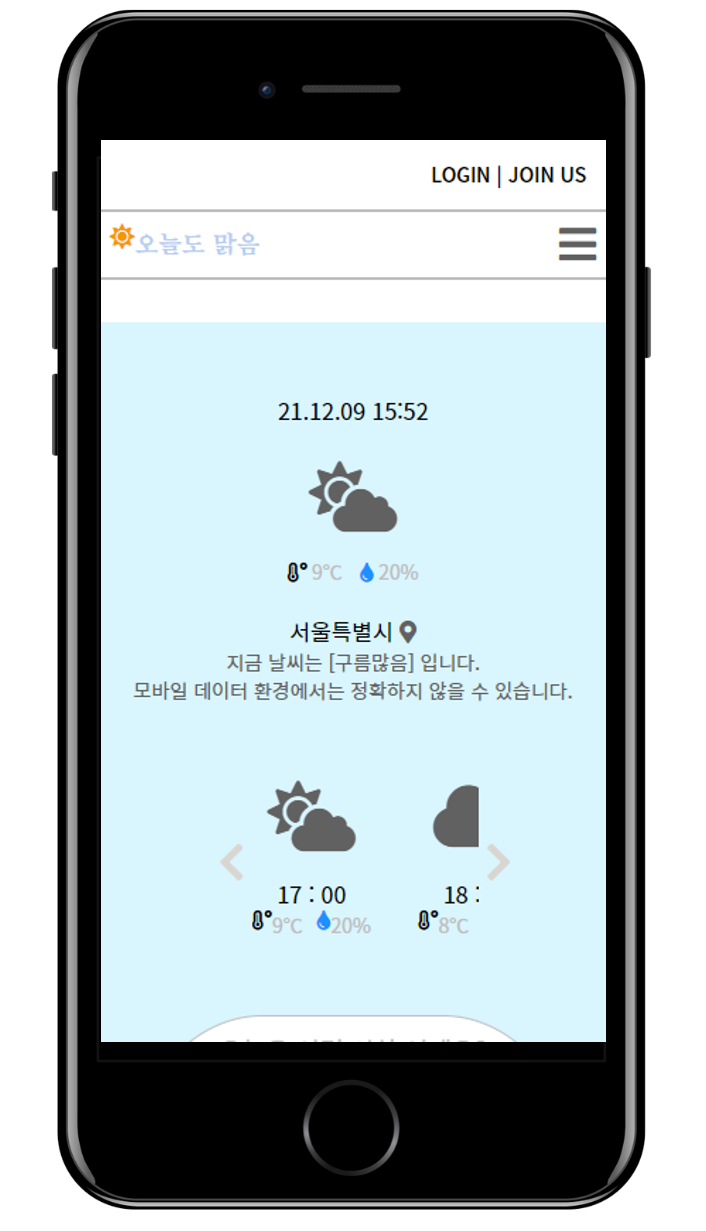 LOGIN | JOIN US
오늘도 맑음
21.12.09 15:52
9℃ 20%
서울특별시
지금 날씨는 [구름많음] 입니다.
모바일 데이터 환경에서는 정확하지 않을 수 있습니다.
17 : 00 18 :
9℃ 20% 8℃